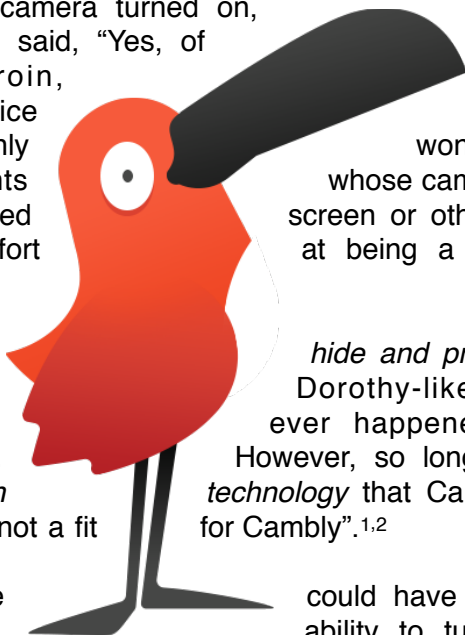 camera turned on,
said, “Yes, of
roin,
ice
nly won
nts whose cam
ed screen or oth
fort at being a
hide and pr
Dorothy-like
ever happene
However, so long
technology that Ca
not a fit for Cambly”.1,2
e could have
ability to tu